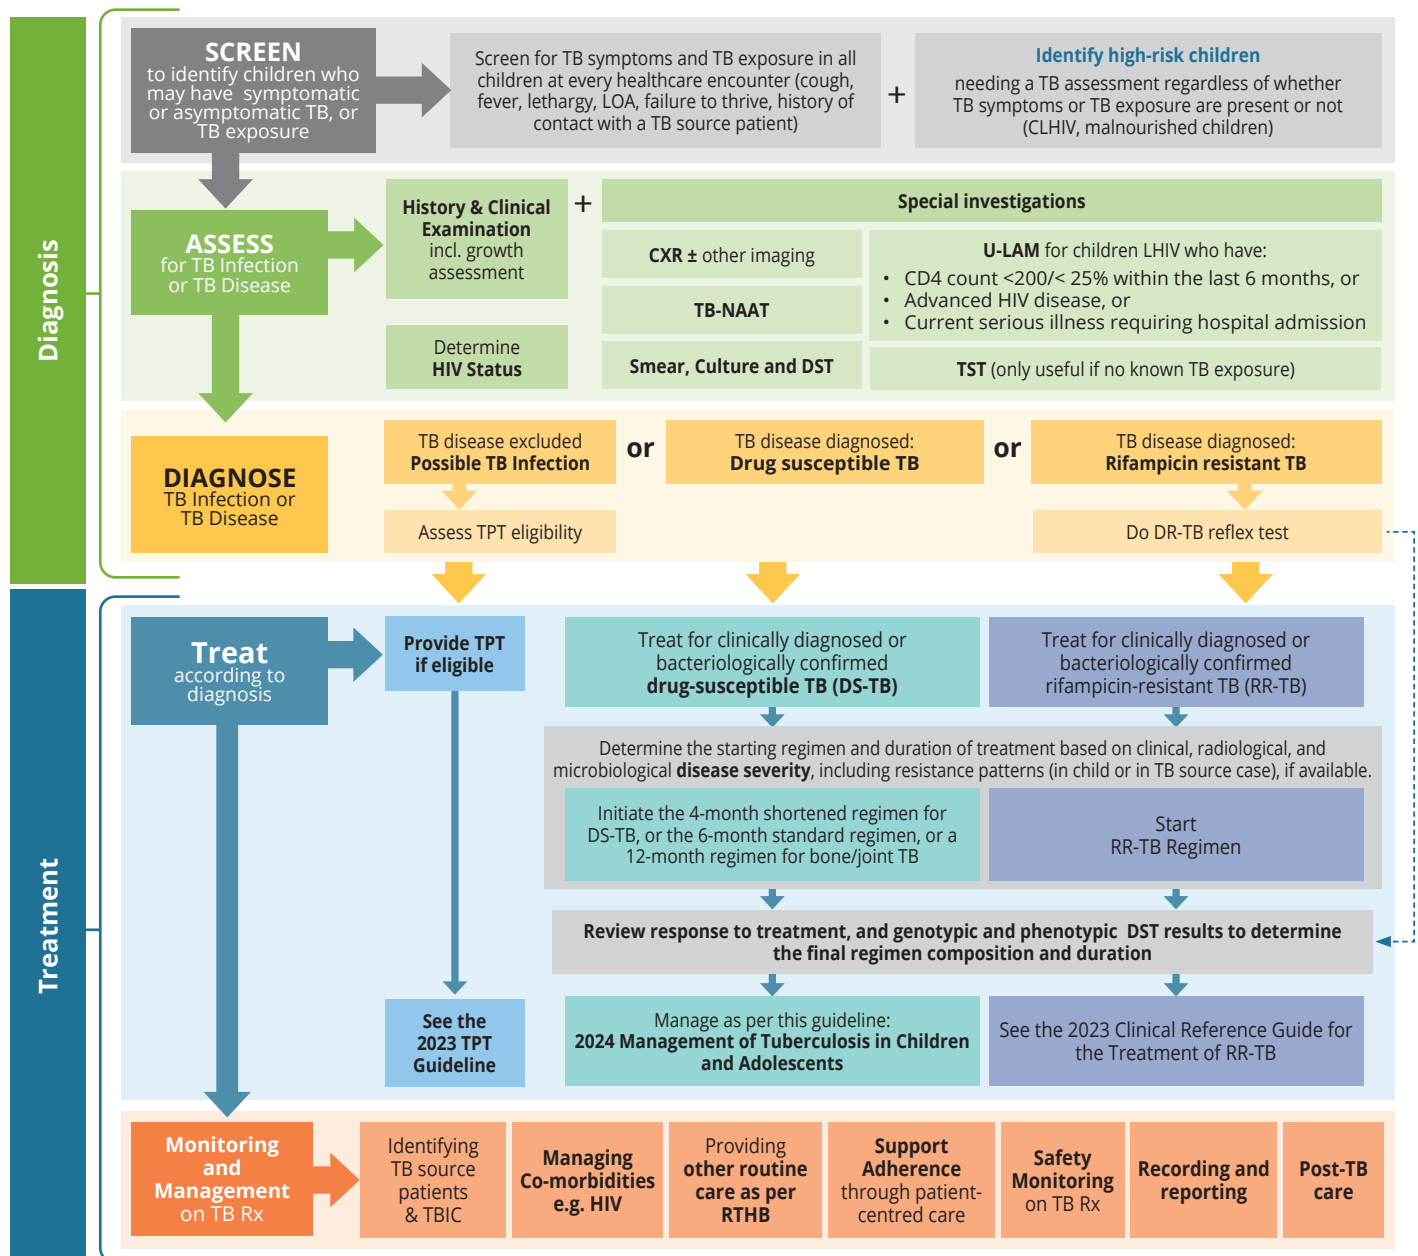 Diagnosis
SCREEN
to identify children who
may have symptomatic
or asymptomatic TB, or
TB exposure
Screen for TB symptoms and TB exposure in all
children at every healthcare encounter (cough,
fever, lethargy, LOA, failure to thrive, history of
contact with a TB source patient)
+
Identify high-risk children
needing a TB assessment regardless of whether
TB symptoms or TB exposure are present or not
(CLHIV, malnourished children)
ASSESS
for TB Infection
or TB Disease
History & Clinical
Examination
incl. growth
assessment
Determine
HIV Status
+
Special investigations
CXR ± other imaging
TB-NAAT
Smear, Culture and DST
U-LAM for children LHIV who have:
• CD4 count <200/< 25% within the last 6 months, or
• Advanced HIV disease, or
• Current serious illness requiring hospital admission
TST (only useful if no known TB exposure)
DIAGNOSE
TB Infection or
TB Disease
TB disease excluded
Possible TB Infection
or
TB disease diagnosed:
Drug susceptible TB
or
TB disease diagnosed:
Rifampicin resistant TB
Assess TPT eligibility
Do DR-TB reflex test
Treatment
Treat
according to
diagnosis
Provide TPT
if eligible
Treat for clinically diagnosed or
bacteriologically confirmed
drug-susceptible TB (DS-TB)
Treat for clinically diagnosed or
bacteriologically confirmed
rifampicin-resistant TB (RR-TB)
Determine the starting regimen and duration of treatment based on clinical, radiological, and
microbiological disease severity, including resistance patterns (in child or in TB source case), if available.
Initiate the 4-month shortened regimen for
DS-TB, or the 6-month standard regimen, or a
12-month regimen for bone/joint TB
Start
RR-TB Regimen
Review response to treatment, and genotypic and phenotypic DST results to determine
the final regimen composition and duration
See the
2023 TPT
Guideline
Manage as per this guideline:
2024 Management of Tuberculosis in Children
and Adolescents
See the 2023 Clinical Reference Guide for
the Treatment of RR-TB
Monitoring
and
Management
on TB Rx
Identifying
TB source
patients
& TBIC
Managing
Co-morbidities
e.g. HIV
Providing
other routine
care as per
RTHB
Support
Adherence
through patient-
centred care
Safety
Monitoring
on TB Rx
Recording and
reporting
Post-TB
care